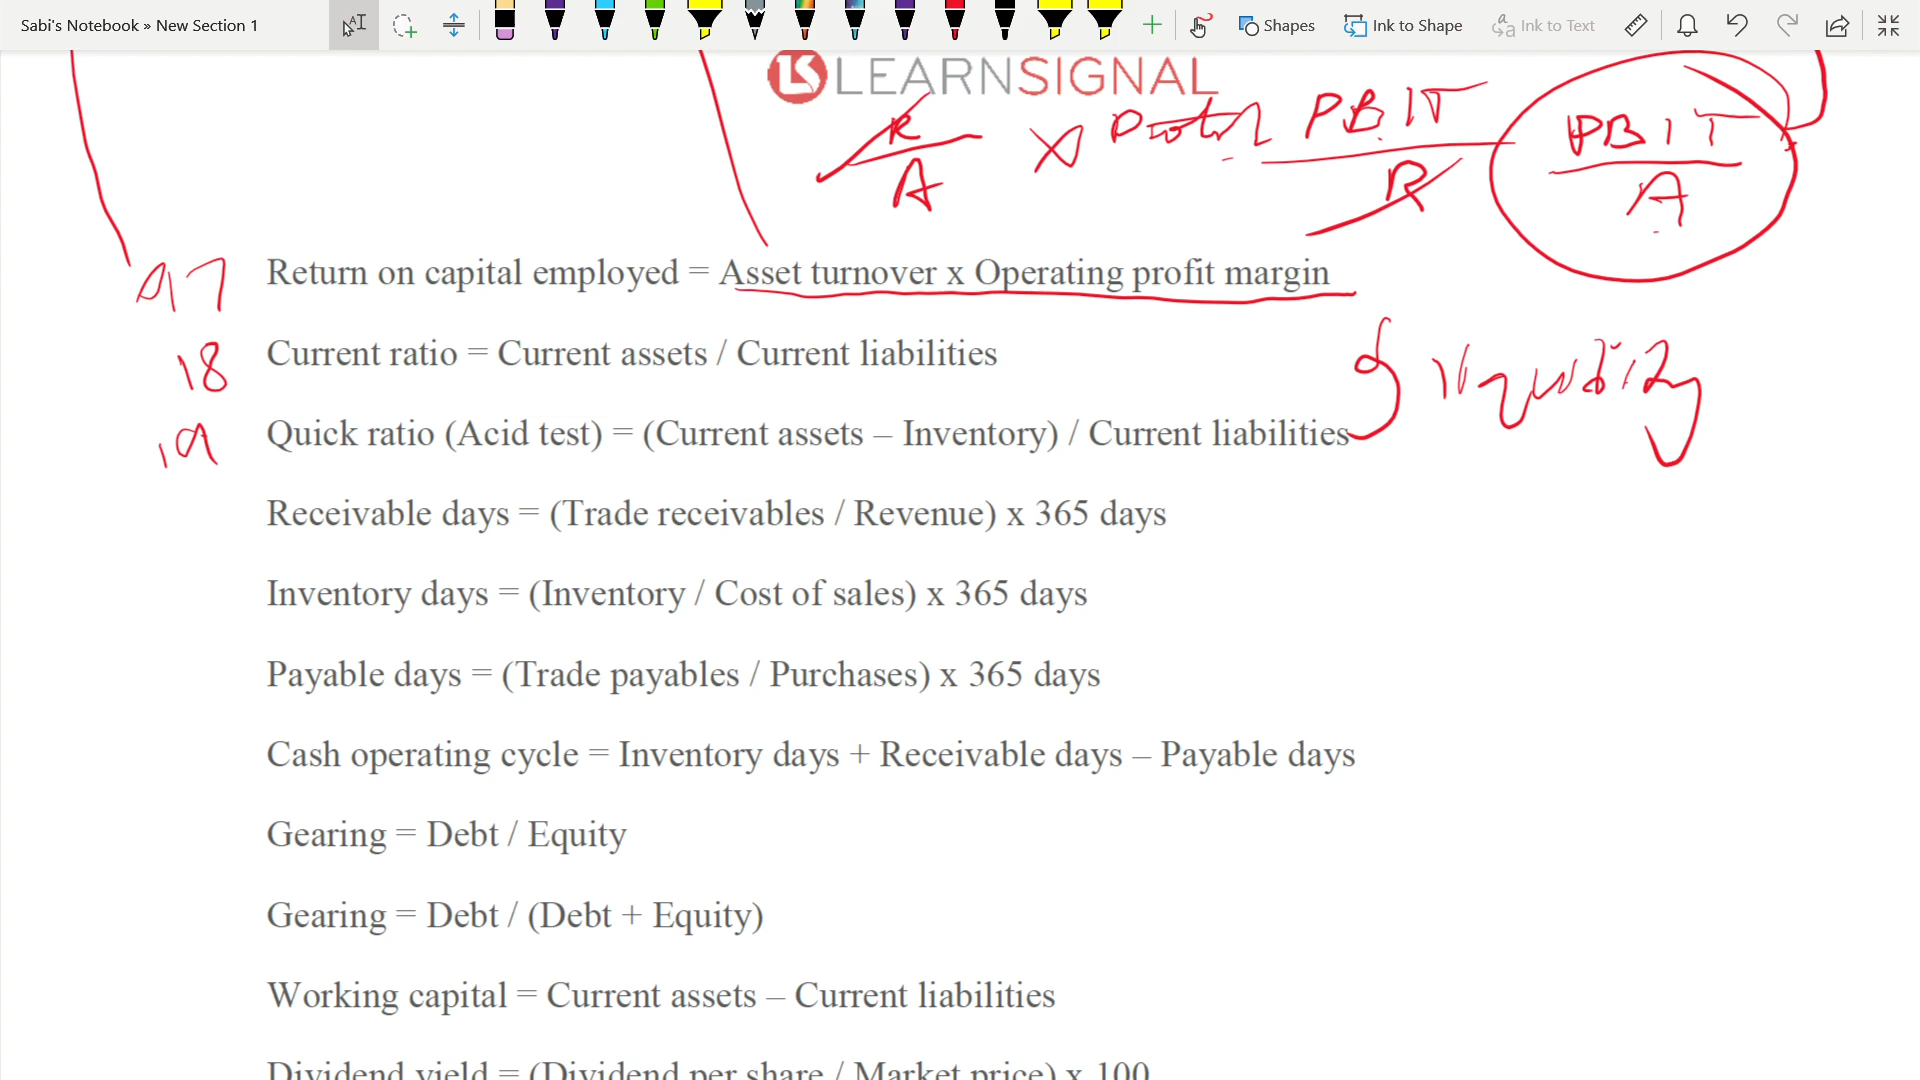 Sabi's Notebook » New Section 1
Shapes
Ink to Shape
Ink to Text
LEARNSIGNAL
R/A × PBIT/R
PBIT/A
17 Return on capital employed = Asset turnover x Operating profit margin
18 Current ratio = Current assets / Current liabilities
liquidity
19 Quick ratio (Acid test) = (Current assets – Inventory) / Current liabilities
Receivable days = (Trade receivables / Revenue) x 365 days
Inventory days = (Inventory / Cost of sales) x 365 days
Payable days = (Trade payables / Purchases) x 365 days
Cash operating cycle = Inventory days + Receivable days – Payable days
Gearing = Debt / Equity
Gearing = Debt / (Debt + Equity)
Working capital = Current assets – Current liabilities
Dividend yield = (Dividend per share / Market price) x 100